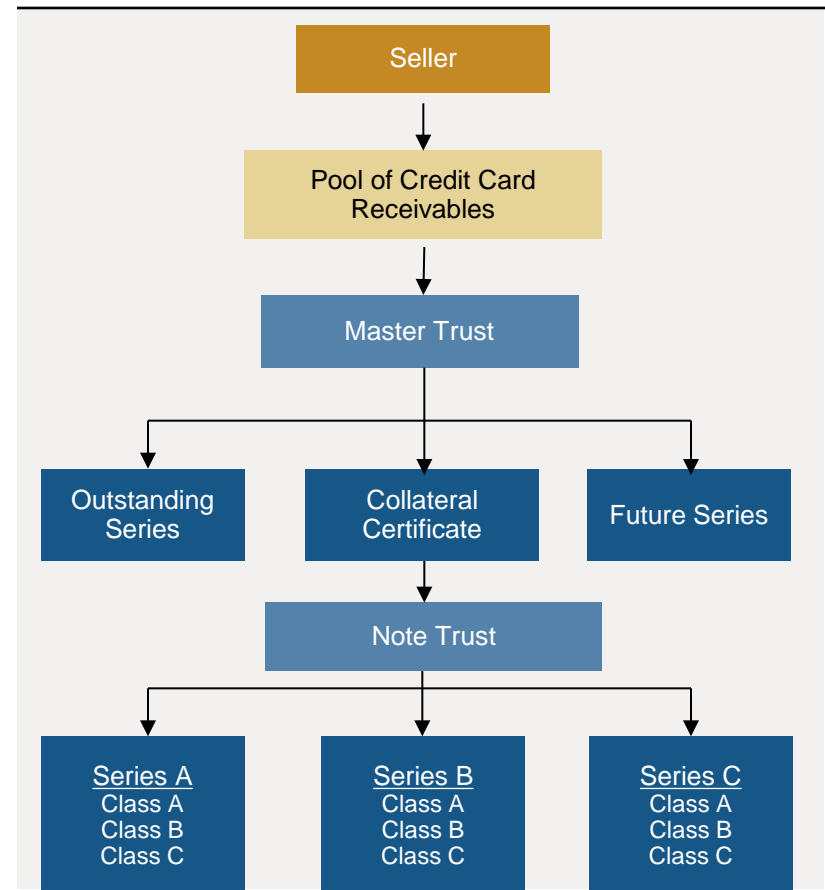 Seller
Pool of Credit Card
Receivables
Master Trust
Outstanding
Series
Collateral
Certificate
Future Series
Note Trust
Series A
Class A
Class B
Class C
Series B
Class A
Class B
Class C
Series C
Class A
Class B
Class C